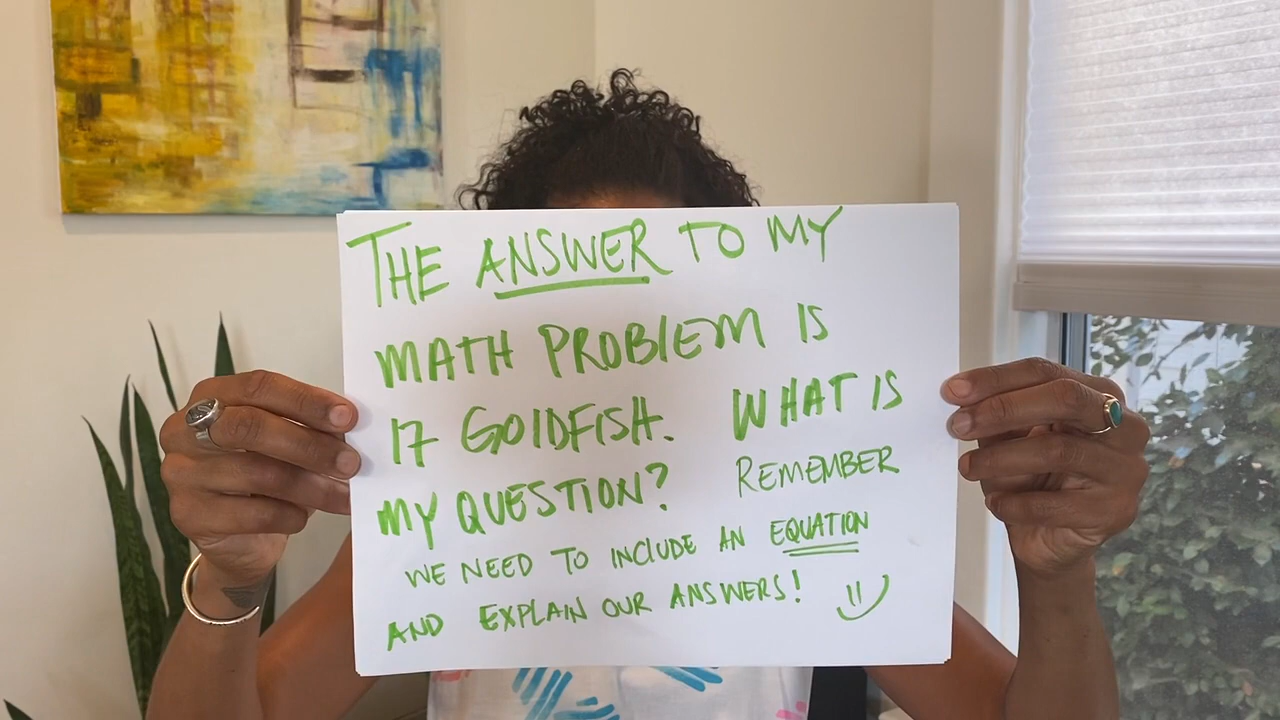 THE ANSWER TO MY
MATH PROBLEM IS
17 GOLDFISH. WHAT IS
MY QUESTION? REMEMBER
WE NEED TO INCLUDE AN EQUATION
AND EXPLAIN OUR ANSWERS!